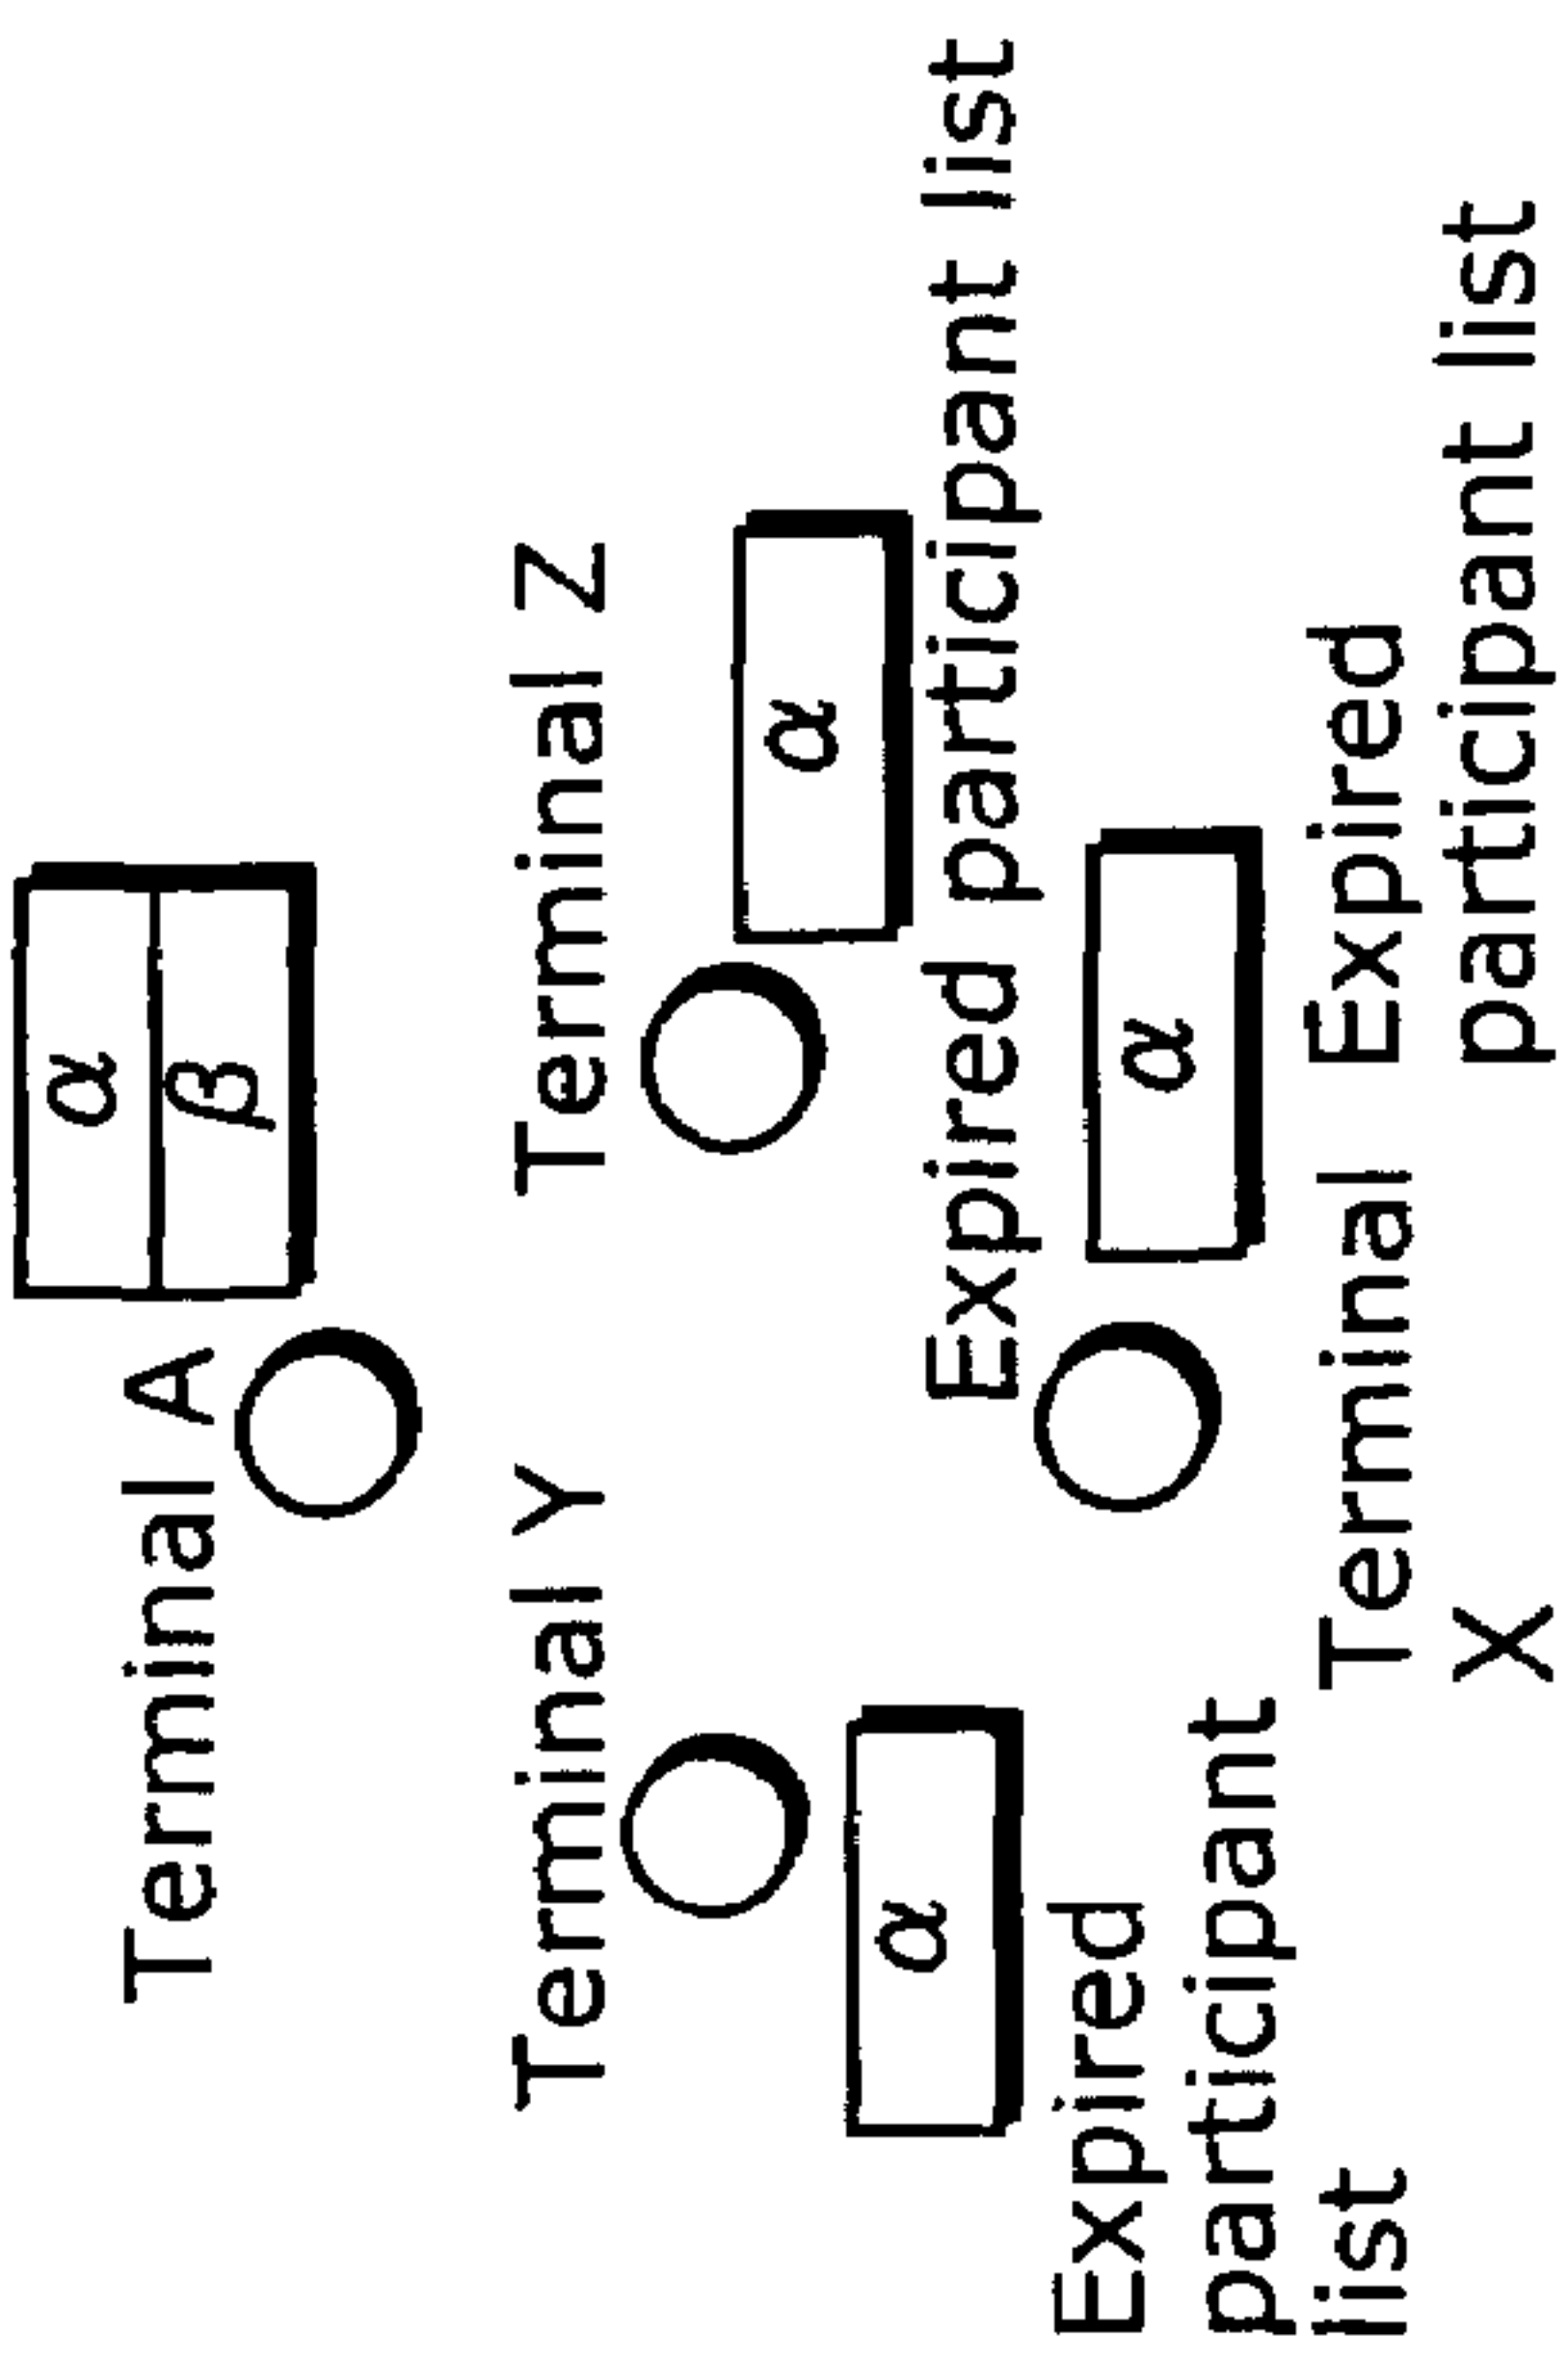 α
β
Terminal A
Terminal Y
Terminal Z
α
Expired participant list
α
Expired
participant
list
α
Terminal
X
Expired
participant list